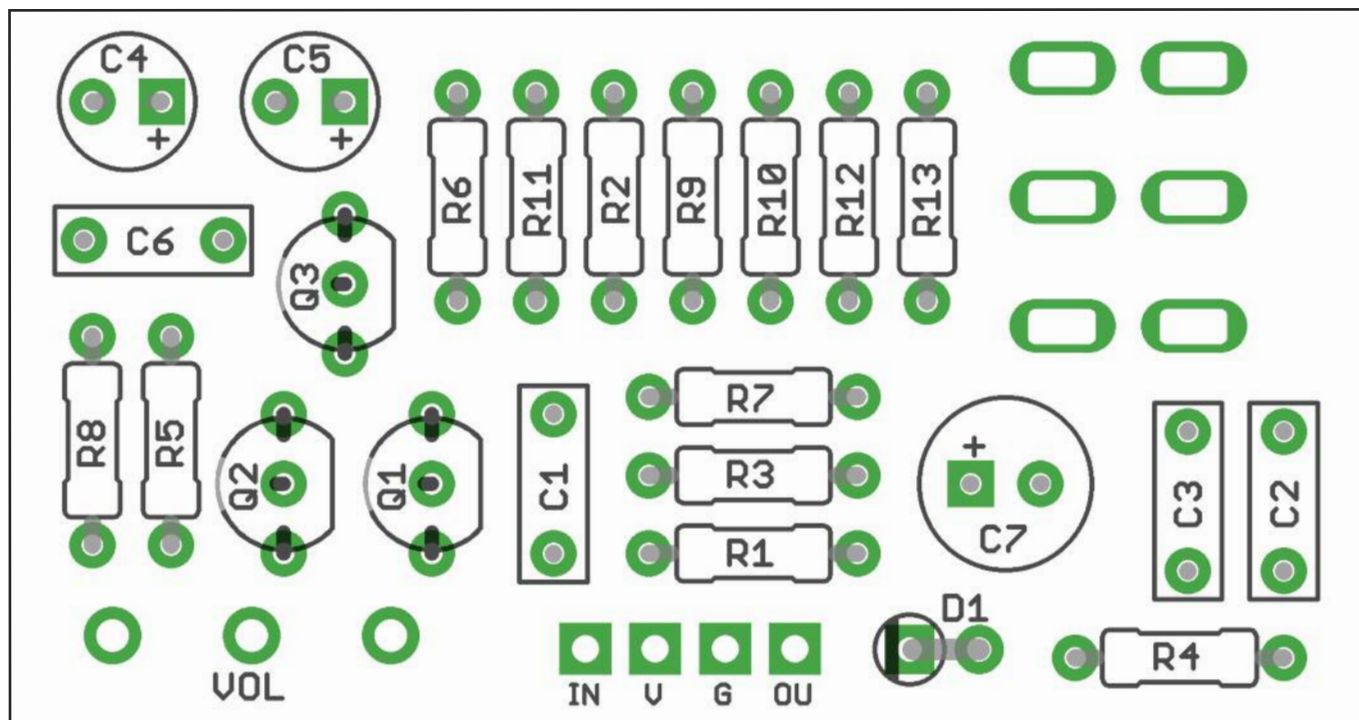 C4
+
C5
+
R6
R11
R2
R9
R10
R12
R13
C6
Q3
R8
R5
Q2
Q1
C1
R7
R3
R1
+
C7
C3
C2
D1
R4
VOL
IN V G OU